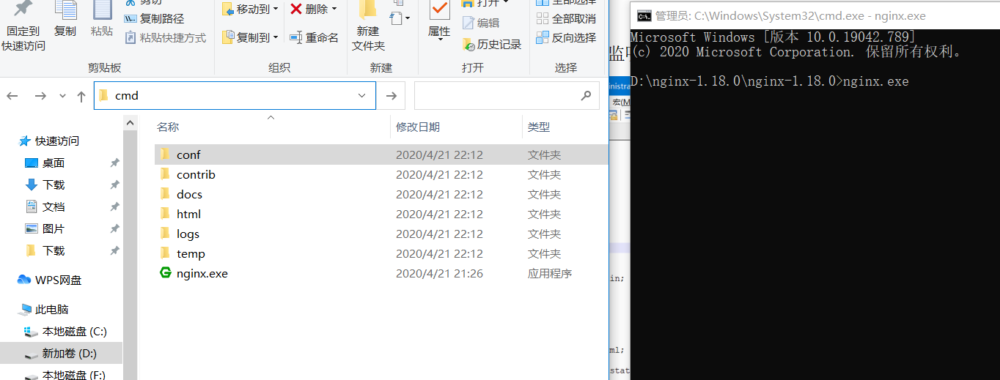 剪切
移动到
删除
打开
全部选择
复制路径
编辑
全部取消
固定到
快速访问
复制
粘贴
粘贴快捷方式
复制到
重命名
新建
文件夹
属性
历史记录
反向选择
剪贴板
组织
新建
打开
选择
cmd
名称
修改日期
类型
快速访问
桌面
下载
文档
图片
下载
WPS网盘
此电脑
本地磁盘 (C:)
新加卷 (D:)
本地磁盘 (E:)
conf 2020/4/21 22:12 文件夹
contrib 2020/4/21 22:12 文件夹
docs 2020/4/21 22:12 文件夹
html 2020/4/21 22:12 文件夹
logs 2020/4/21 22:12 文件夹
temp 2020/4/21 22:12 文件夹
nginx.exe 2020/4/21 21:26 应用程序
ministra
宏(M
in;
ml;
stat
管理员: C:\Windows\System32\cmd.exe - nginx.exe
Microsoft Windows [版本 10.0.19042.789]
(c) 2020 Microsoft Corporation. 保留所有权利。
D:\nginx-1.18.0\nginx-1.18.0>nginx.exe